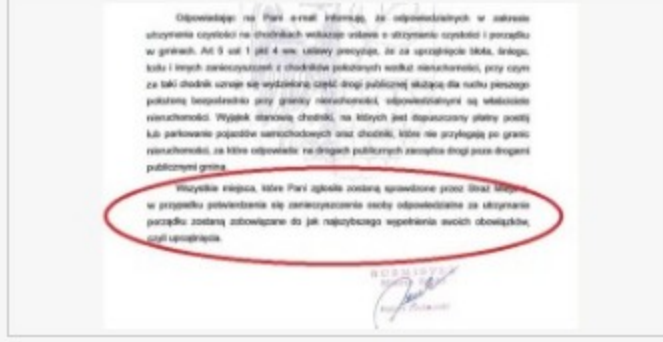 Odpowiadając na Pani e-mail informuję, że odpowiedzialnych w zakresie
utrzymania czystości na chodnikach wskazuje ustawa o utrzymaniu czystości i porządku
w gminach. Art 5 ust 1 pkt 4 ww. ustawy precyzuje, że za uprzątnięcie błota, śniegu,
lodu i innych zanieczyszczeń z chodników położonych wzdłuż nieruchomości, przy czym
za taki chodnik uznaje się wydzieloną część drogi publicznej służącą dla ruchu pieszego
położoną bezpośrednio przy granicy nieruchomości, odpowiedzialnymi są właściciele
nieruchomości. Wyjątek stanowią chodniki, na których jest dopuszczony płatny postój
lub parkowanie pojazdów samochodowych oraz chodniki, które nie przylegają po granic
nieruchomości, za które odpowiada: na drogach publicznych zarządca drogi poza drogami
publicznymi gmina.
Wszystkie miejsca, które Pani zgłosiła zostaną sprawdzone przez Straż
w przypadku potwierdzenia się zanieczyszczenia osoby odpowiedzialne za utrzymanie
porządku zostaną zobowiązane do jak najszybszego wypełnienia swoich obowiązków,
czyli uprzątnięcia.
BURMISTRZ